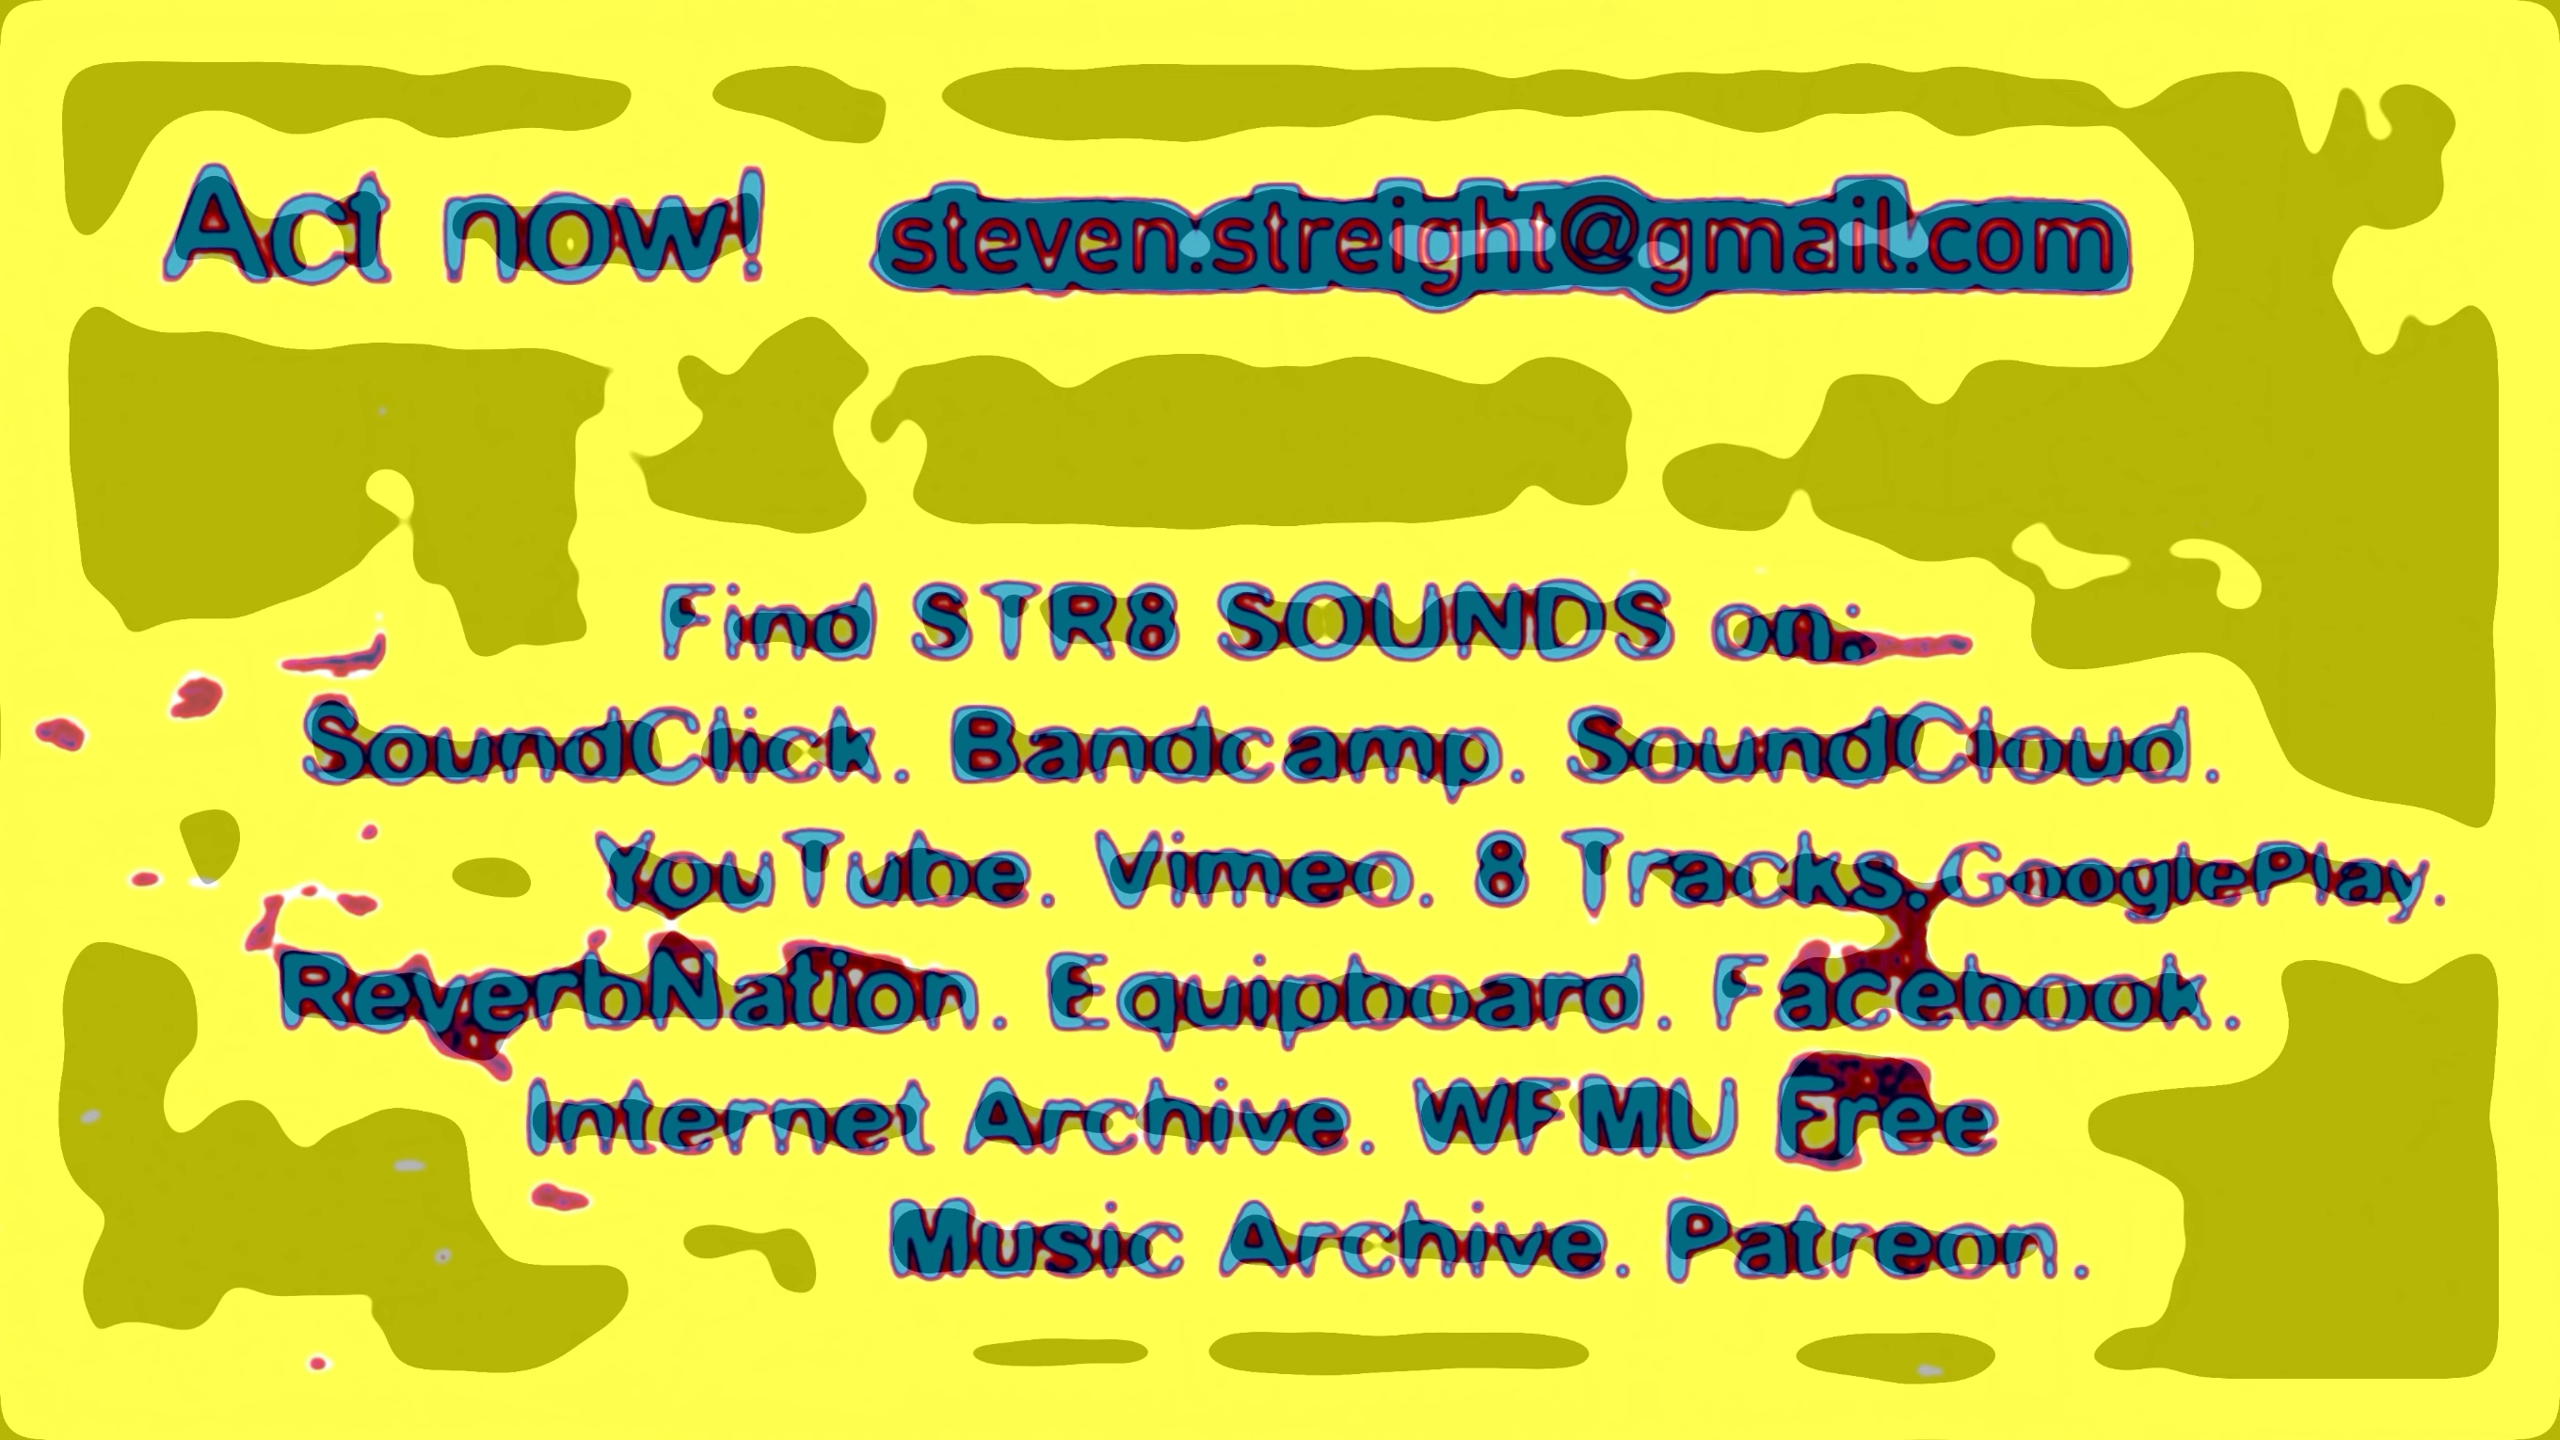 Act now! steven.streight@gmail.com
Find STR8 SOUNDS on:
SoundClick. Bandcamp. SoundCloud.
YouTube. Vimeo. 8 Tracks. GooglePlay.
ReverbNation. Equipboard. Facebook.
Internet Archive. WFMU Free
Music Archive. Patreon.